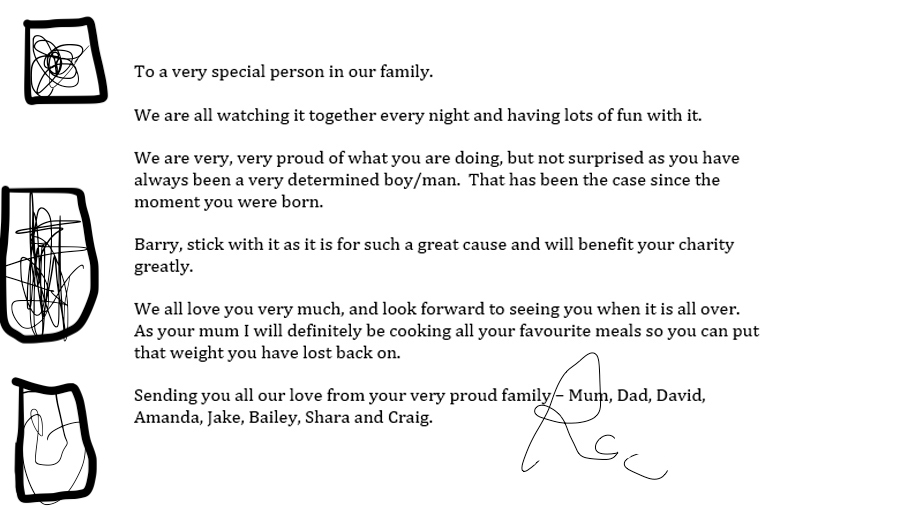 To a very special person in our family.
We are all watching it together every night and having lots of fun with it.
We are very, very proud of what you are doing, but not surprised as you have
always been a very determined boy/man.  That has been the case since the
moment you were born.
Barry, stick with it as it is for such a great cause and will benefit your charity
greatly.
We all love you very much, and look forward to seeing you when it is all over.
As your mum I will definitely be cooking all your favourite meals so you can put
that weight you have lost back on.
Sending you all our love from your very proud family – Mum, Dad, David,
Amanda, Jake, Bailey, Shara and Craig.